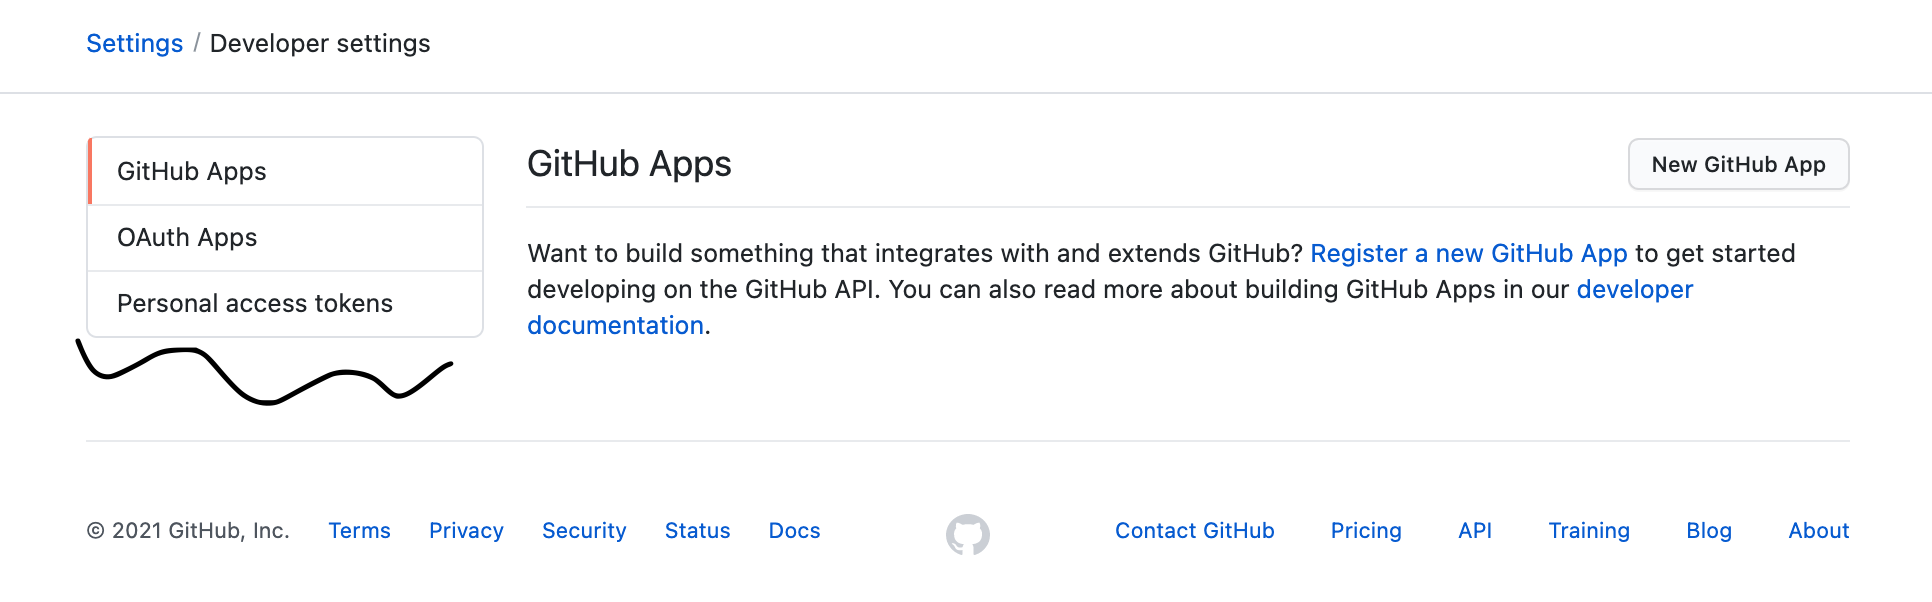 Settings / Developer settings
GitHub Apps
OAuth Apps
Personal access tokens
GitHub Apps
New GitHub App
Want to build something that integrates with and extends GitHub? Register a new GitHub App to get started
developing on the GitHub API. You can also read more about building GitHub Apps in our developer
documentation.
© 2021 GitHub, Inc. Terms Privacy Security Status Docs Contact GitHub Pricing API Training Blog About